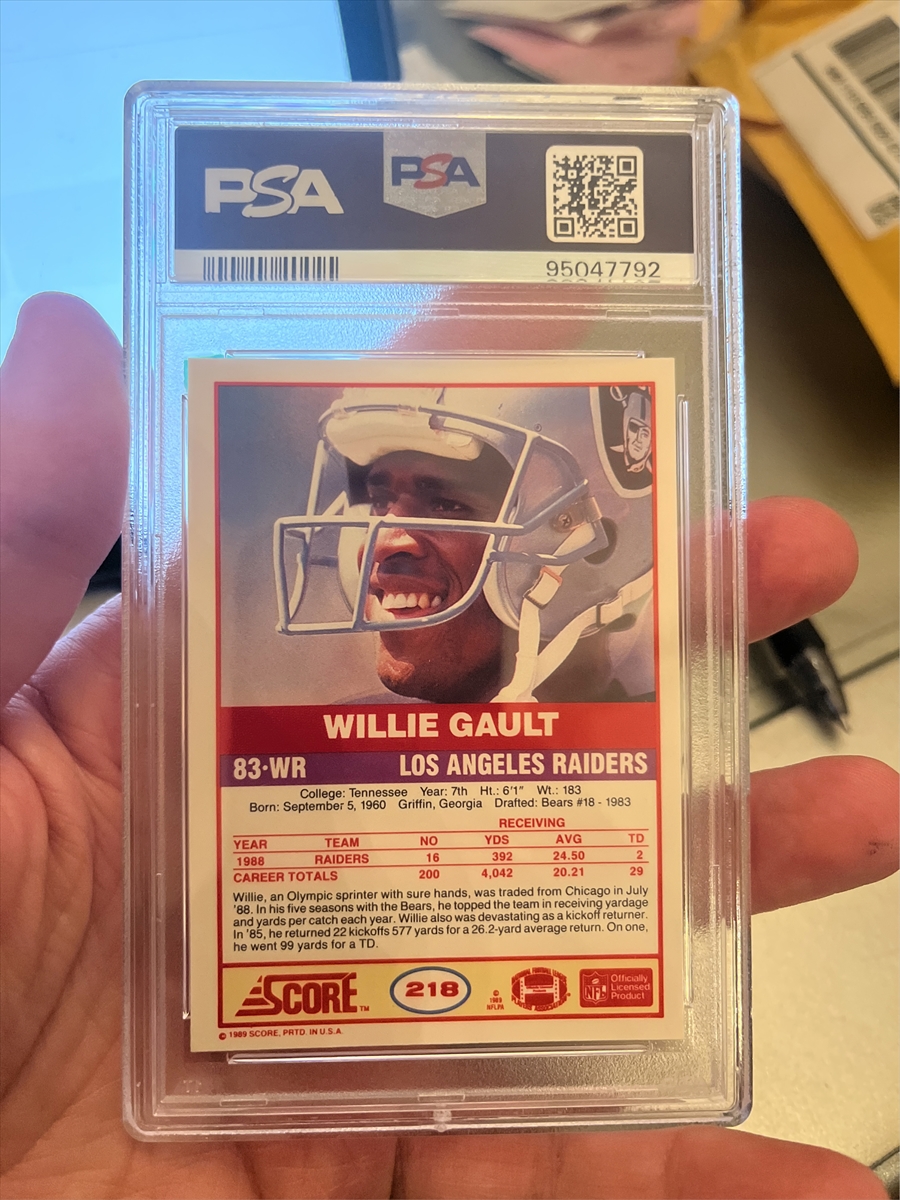 PSA
PSA
95047792
WILLIE GAULT
83•WR LOS ANGELES RAIDERS
College: Tennessee Year: 7th Ht.: 6'1" Wt.: 183
Born: September 5, 1960 Griffin, Georgia Drafted: Bears #18 - 1983
RECEIVING
YEAR TEAM NO YDS AVG TD
1988 RAIDERS 16 392 24.50 2
CAREER TOTALS 200 4,042 20.21 29
Willie, an Olympic sprinter with sure hands, was traded from Chicago in July
'88. In his five seasons with the Bears, he topped the team in receiving yardage
and yards per catch each year. Willie also was devastating as a kickoff returner.
In '85, he returned 22 kickoffs 577 yards for a 26.2-yard average return. On one,
he went 99 yards for a TD.
SCORE™ 218
©
1989
NFLPA
NFL
Officially
Licensed
Product
© 1989 SCORE, PRTD. IN U.S.A.